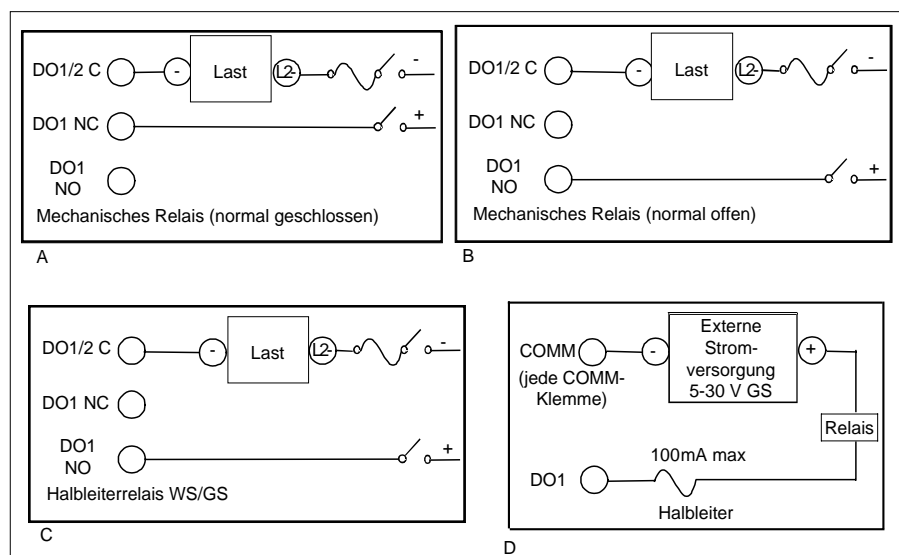 DO1/2 C - Last L2- -
DO1 NC +
DO1
NO
Mechanisches Relais (normal geschlossen)
A
DO1/2 C - Last L2- -
DO1 NC
DO1
NO +
Mechanisches Relais (normal offen)
B
DO1/2 C - Last L2- -
DO1 NC
DO1
NO +
Halbleiterrelais WS/GS
C
COMM
(jede COMM-
Klemme)
-
Externe
Strom-
versorgung
5-30 V GS
+
Relais
100mA max
DO1
Halbleiter
D